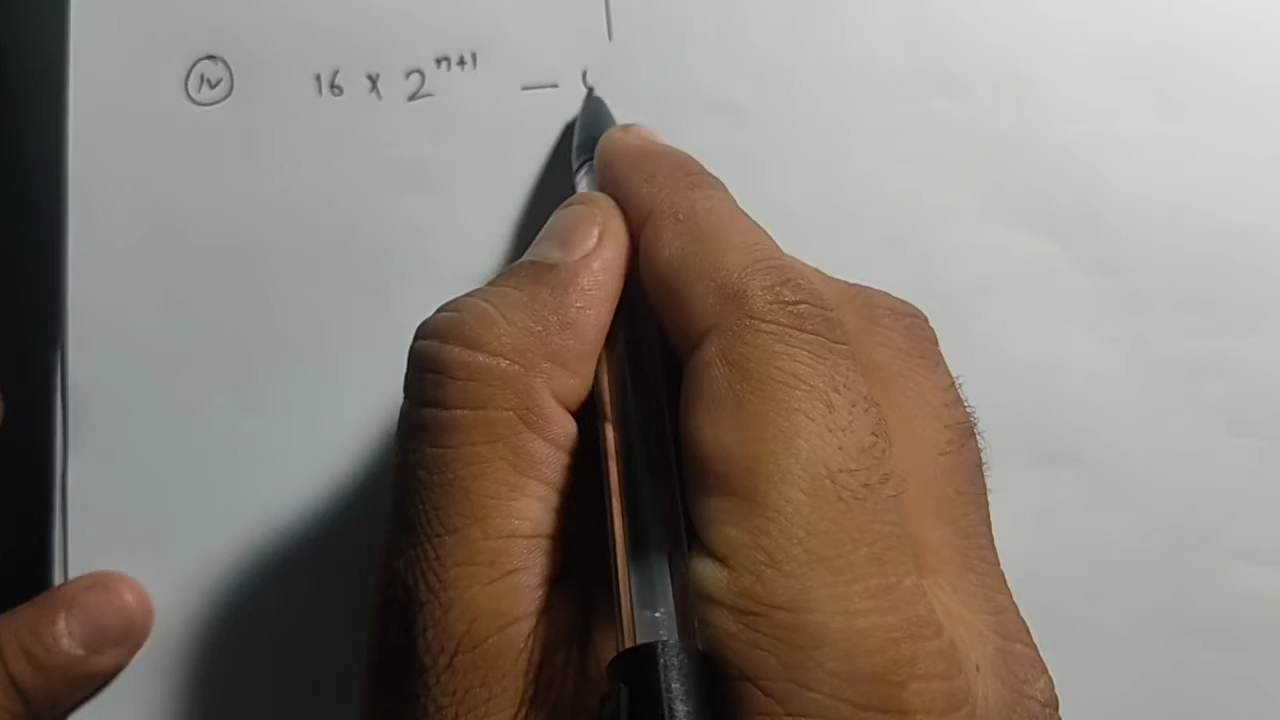 (iv) 16 × 2^{n+1} —